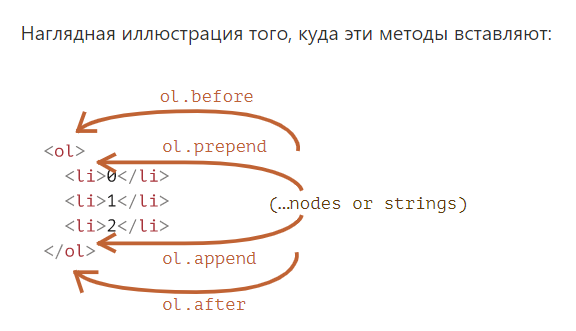 Наглядная иллюстрация того, куда эти методы вставляют:
ol.before
<ol>
ol.prepend
<li>0</li>
<li>1</li>
(…nodes or strings)
<li>2</li>
</ol>
ol.append
ol.after